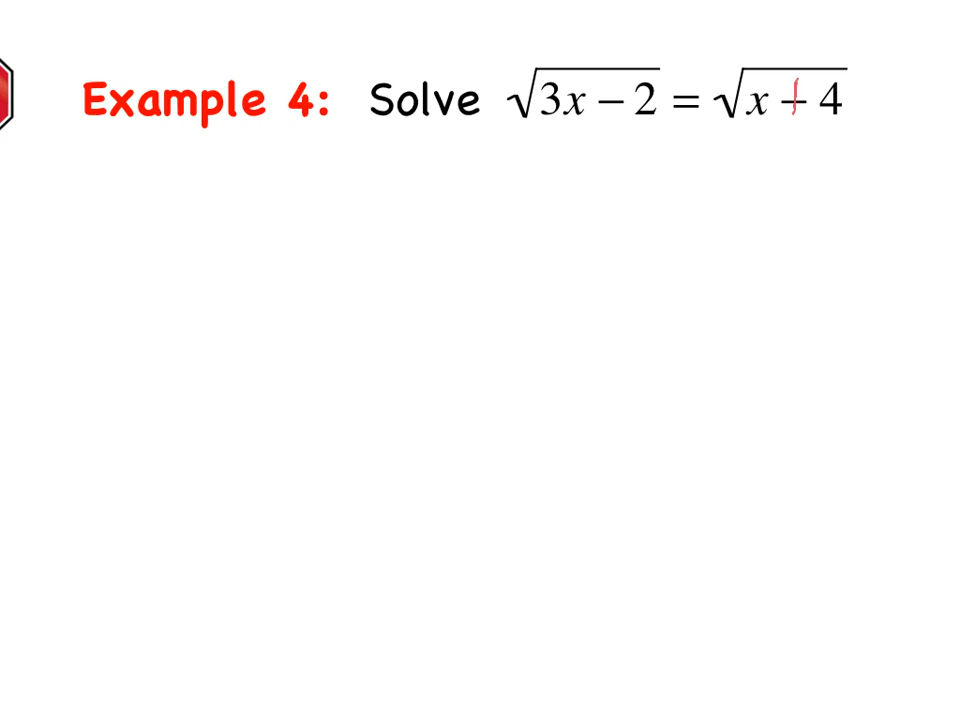 Example 4: Solve √(3x − 2) = √(x + 4)